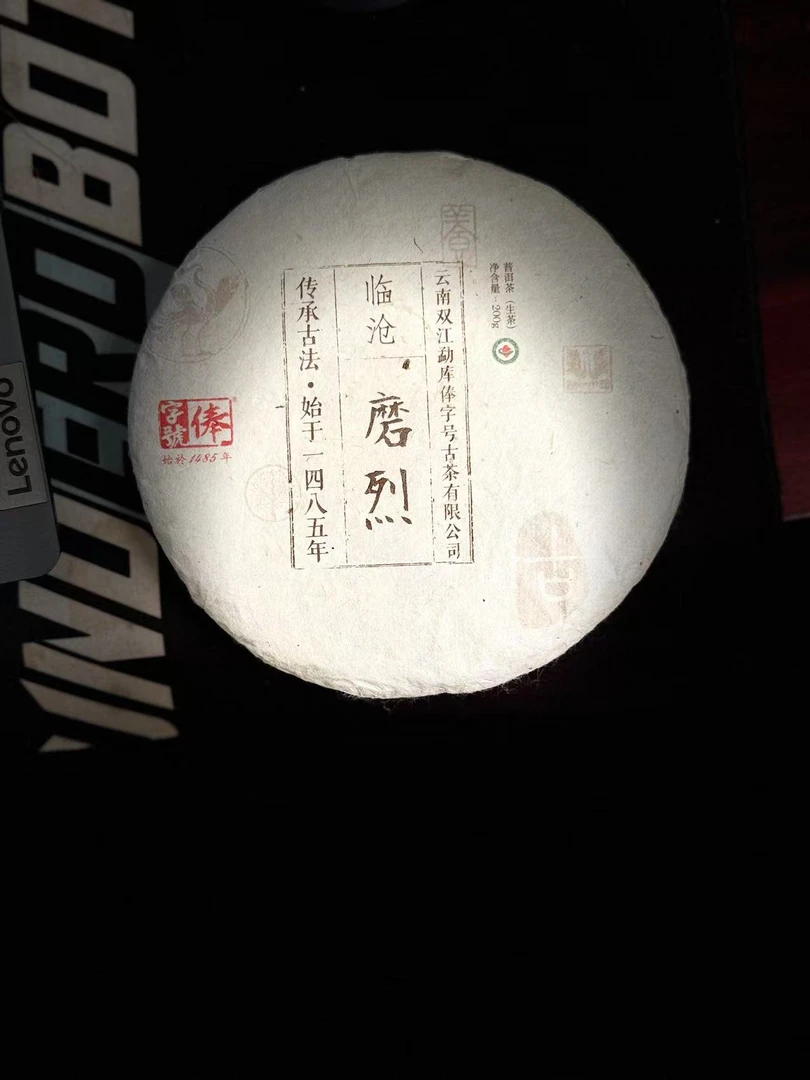 普洱茶（生茶）
净含量：200g
云南双江勐库俸字号古茶有限公司
临沧
磨烈
传承古法·始于一四八五年
俸
字號
始於1485年
Lenovo